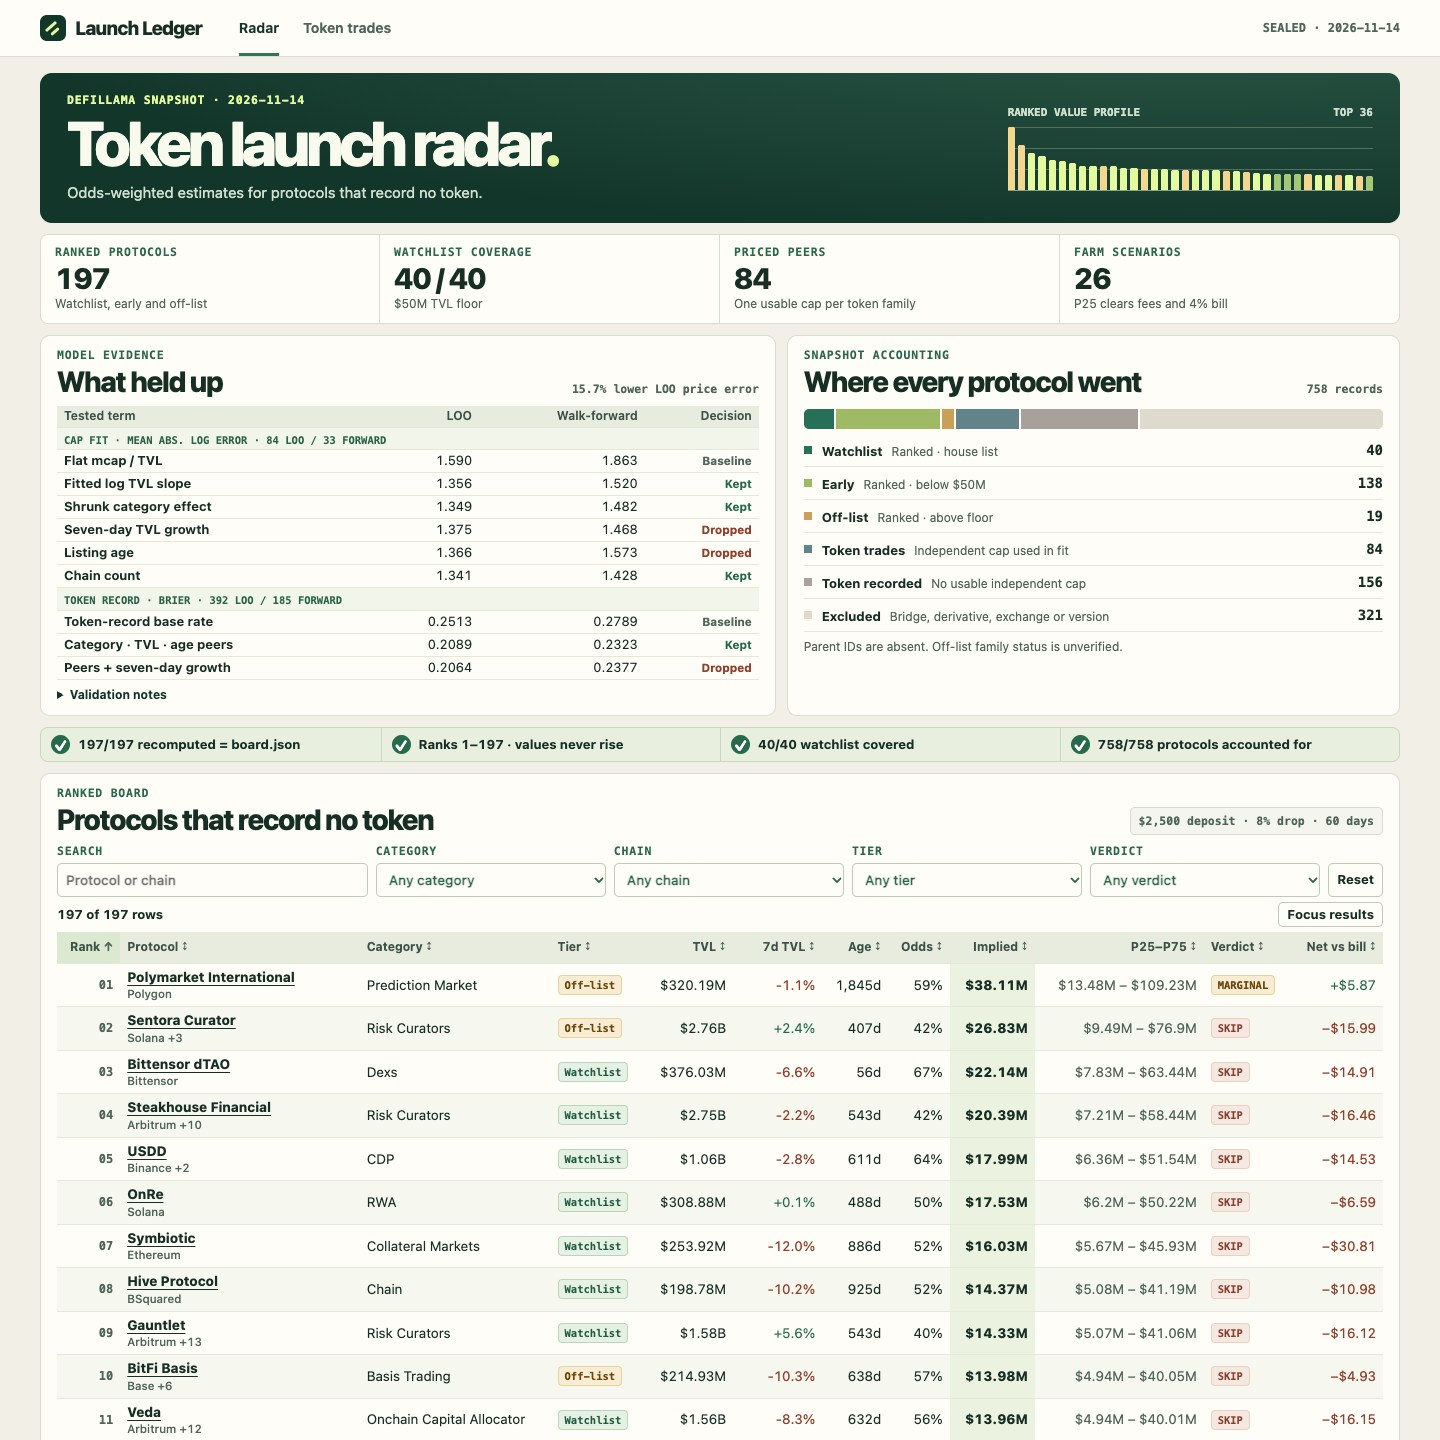 Launch Ledger Radar Token trades SEALED · 2026-11-14
DEFILLAMA SNAPSHOT · 2026-11-14
Token launch radar.
Odds-weighted estimates for protocols that record no token.
RANKED VALUE PROFILE TOP 36
RANKED PROTOCOLS
197
Watchlist, early and off-list
WATCHLIST COVERAGE
40/40
$50M TVL floor
PRICED PEERS
84
One usable cap per token family
FARM SCENARIOS
26
P25 clears fees and 4% bill
MODEL EVIDENCE
What held up
15.7% lower LOO price error
Tested term LOO Walk-forward Decision
CAP FIT · MEAN ABS. LOG ERROR · 84 LOO / 33 FORWARD
Flat mcap / TVL 1.590 1.863 Baseline
Fitted log TVL slope 1.356 1.520 Kept
Shrunk category effect 1.349 1.482 Kept
Seven-day TVL growth 1.375 1.468 Dropped
Listing age 1.366 1.573 Dropped
Chain count 1.341 1.428 Kept
TOKEN RECORD · BRIER · 392 LOO / 185 FORWARD
Token-record base rate 0.2513 0.2789 Baseline
Category · TVL · age peers 0.2089 0.2323 Kept
Peers + seven-day growth 0.2064 0.2377 Dropped
Validation notes
SNAPSHOT ACCOUNTING
Where every protocol went
758 records
Watchlist Ranked · house list 40
Early Ranked · below $50M 138
Off-list Ranked · above floor 19
Token trades Independent cap used in fit 84
Token recorded No usable independent cap 156
Excluded Bridge, derivative, exchange or version 321
Parent IDs are absent. Off-list family status is unverified.
197/197 recomputed = board.json
Ranks 1–197 · values never rise
40/40 watchlist covered
758/758 protocols accounted for
RANKED BOARD
Protocols that record no token
$2,500 deposit · 8% drop · 60 days
SEARCH CATEGORY CHAIN TIER VERDICT
Protocol or chain Any category Any chain Any tier Any verdict Reset
197 of 197 rows Focus results
Rank ↑ Protocol ↕ Category ↕ Tier ↕ TVL ↕ 7d TVL ↕ Age ↕ Odds ↕ Implied ↕ P25–P75 ↕ Verdict ↕ Net vs bill ↕
01 Polymarket International Prediction Market Off-list $320.19M -1.1% 1,845d 59% $38.11M $13.48M – $109.23M MARGINAL +$5.87
Polygon
02 Sentora Curator Risk Curators Off-list $2.76B +2.4% 407d 42% $26.83M $9.49M – $76.9M SKIP –$15.99
Solana +3
03 Bittensor dTAO Dexs Watchlist $376.03M -6.6% 56d 67% $22.14M $7.83M – $63.44M SKIP –$14.91
Bittensor
04 Steakhouse Financial Risk Curators Watchlist $2.75B -2.2% 543d 42% $20.39M $7.21M – $58.44M SKIP –$16.46
Arbitrum +10
05 USDD CDP Watchlist $1.06B -2.8% 611d 64% $17.99M $6.36M – $51.54M SKIP –$14.53
Binance +2
06 OnRe RWA Watchlist $308.88M +0.1% 488d 50% $17.53M $6.2M – $50.22M SKIP –$6.59
Solana
07 Symbiotic Collateral Markets Watchlist $253.92M -12.0% 886d 52% $16.03M $5.67M – $45.93M SKIP –$30.81
Ethereum
08 Hive Protocol Chain Watchlist $198.78M -10.2% 925d 52% $14.37M $5.08M – $41.19M SKIP –$10.98
BSquared
09 Gauntlet Risk Curators Watchlist $1.58B +5.6% 543d 40% $14.33M $5.07M – $41.06M SKIP –$16.12
Arbitrum +13
10 BitFi Basis Basis Trading Off-list $214.93M -10.3% 638d 57% $13.98M $4.94M – $40.05M SKIP –$4.93
Base +6
11 Veda Onchain Capital Allocator Watchlist $1.56B -8.3% 632d 56% $13.96M $4.94M – $40.01M SKIP –$16.15
Arbitrum +12